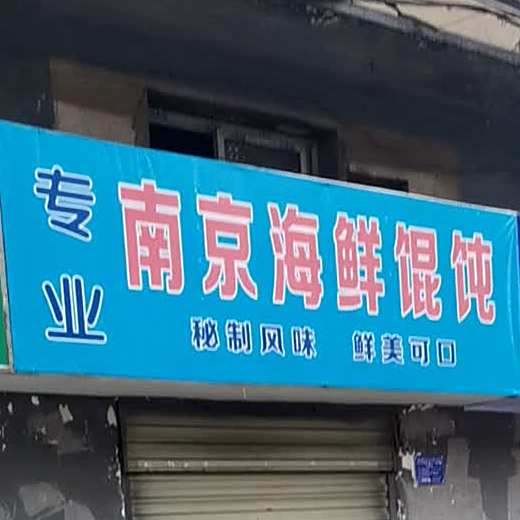 专业
南京海鲜馄饨
秘制风味 鲜美可口